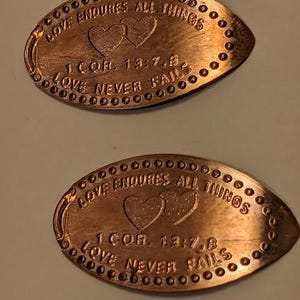 LOVE ENDURES ALL THINGS
1 COR. 13:7,8
LOVE NEVER FAILS
LOVE ENDURES ALL THINGS
1 COR. 13:7,8
LOVE NEVER FAILS